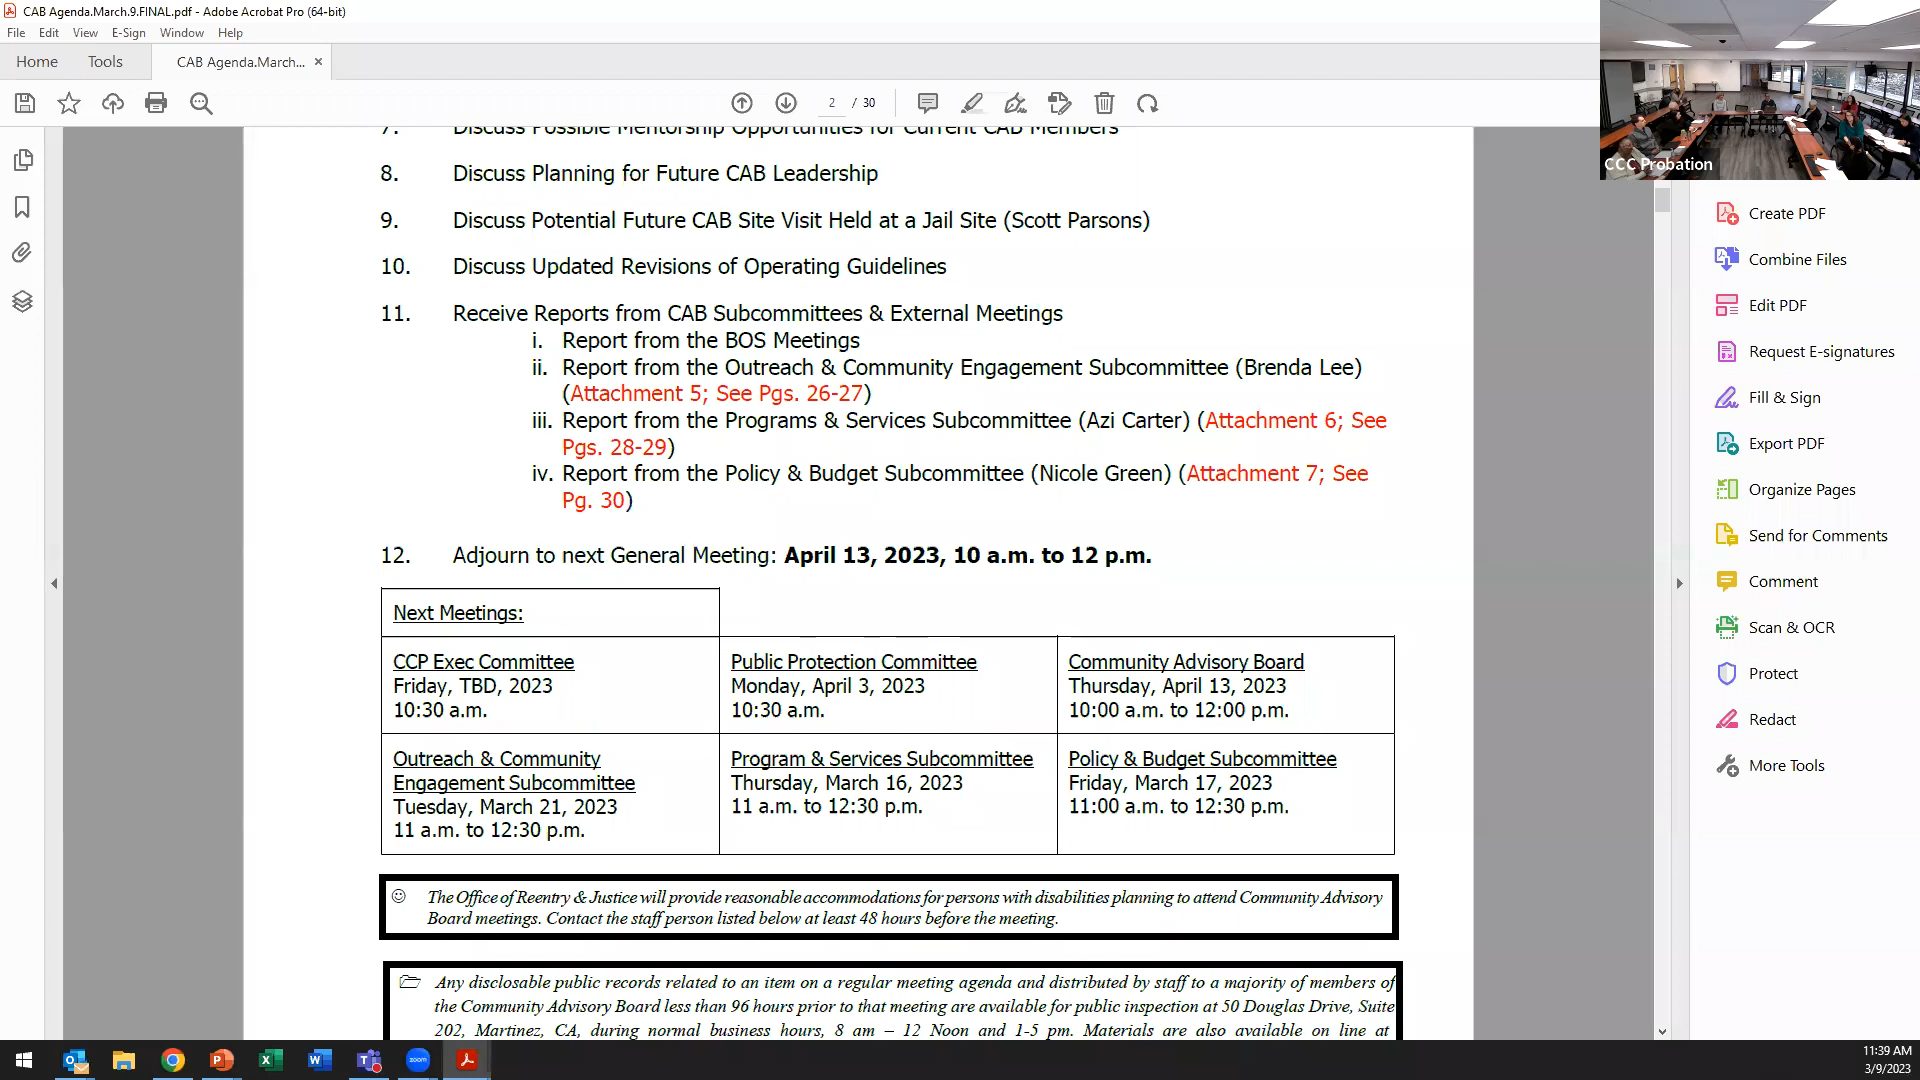 CAB Agenda.March.9.FINAL.pdf - Adobe Acrobat Pro (64-bit)
File Edit View E-Sign Window Help
Home Tools CAB Agenda.March... ×
2 / 30
CCC Probation
7. Discuss Possible Mentorship Opportunities for Current CAB Members
8. Discuss Planning for Future CAB Leadership
9. Discuss Potential Future CAB Site Visit Held at a Jail Site (Scott Parsons)
10. Discuss Updated Revisions of Operating Guidelines
11. Receive Reports from CAB Subcommittees & External Meetings
i. Report from the BOS Meetings
ii. Report from the Outreach & Community Engagement Subcommittee (Brenda Lee)
(Attachment 5; See Pgs. 26-27)
iii. Report from the Programs & Services Subcommittee (Azi Carter) (Attachment 6; See
Pgs. 28-29)
iv. Report from the Policy & Budget Subcommittee (Nicole Green) (Attachment 7; See
Pg. 30)
12. Adjourn to next General Meeting: April 13, 2023, 10 a.m. to 12 p.m.
Next Meetings:
CCP Exec Committee
Friday, TBD, 2023
10:30 a.m.
Public Protection Committee
Monday, April 3, 2023
10:30 a.m.
Community Advisory Board
Thursday, April 13, 2023
10:00 a.m. to 12:00 p.m.
Outreach & Community
Engagement Subcommittee
Tuesday, March 21, 2023
11 a.m. to 12:30 p.m.
Program & Services Subcommittee
Thursday, March 16, 2023
11 a.m. to 12:30 p.m.
Policy & Budget Subcommittee
Friday, March 17, 2023
11:00 a.m. to 12:30 p.m.
The Office of Reentry & Justice will provide reasonable accommodations for persons with disabilities planning to attend Community Advisory
Board meetings. Contact the staff person listed below at least 48 hours before the meeting.
Any disclosable public records related to an item on a regular meeting agenda and distributed by staff to a majority of members of
the Community Advisory Board less than 96 hours prior to that meeting are available for public inspection at 50 Douglas Drive, Suite
202, Martinez, CA, during normal business hours, 8 am – 12 Noon and 1-5 pm. Materials are also available on line at
Create PDF
Combine Files
Edit PDF
Request E-signatures
Fill & Sign
Export PDF
Organize Pages
Send for Comments
Comment
Scan & OCR
Protect
Redact
More Tools
zoom
11:39 AM
3/9/2023